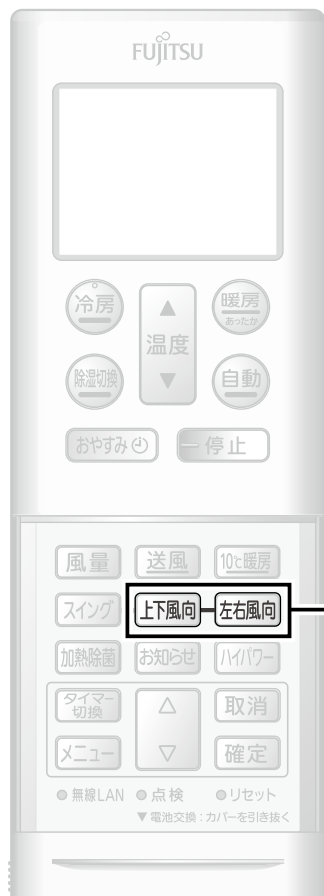 FUJITSU
冷房 ▲ 暖房
あったか
温度
除湿切換 ▼ 自動
おやすみ 停止
風量 送風 10℃暖房
スイング 上下風向 左右風向
加熱除菌 お知らせ ハイパワー
タイマー切換 △ 取消
メニュー ▽ 確定
無線LAN 点検 リセット
▼電池交換：カバーを引き抜く